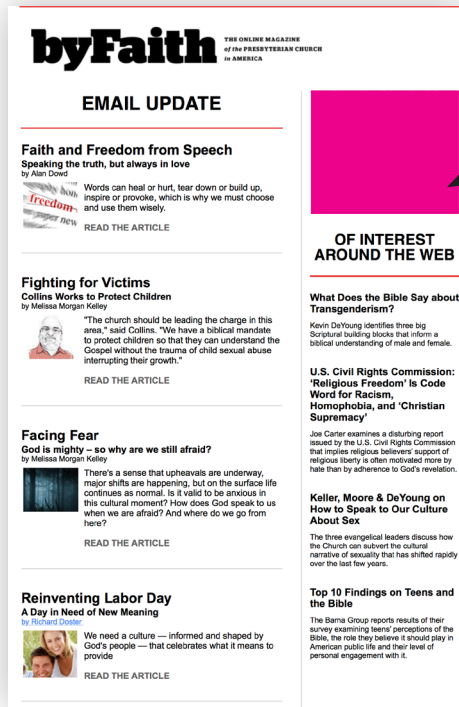 byFaith
THE ONLINE MAGAZINE
of the PRESBYTERIAN CHURCH
in AMERICA
EMAIL UPDATE
Faith and Freedom from Speech
Speaking the truth, but always in love
by Alan Dowd
freedom
Words can heal or hurt, tear down or build up,
inspire or provoke, which is why we must choose
and use them wisely.
READ THE ARTICLE
Fighting for Victims
Collins Works to Protect Children
by Melissa Morgan Kelley
"The church should be leading the charge in this
area," said Collins. "We have a biblical mandate
to protect children so that they can understand the
Gospel without the trauma of child sexual abuse
interrupting their growth."
READ THE ARTICLE
Facing Fear
God is mighty – so why are we still afraid?
by Melissa Morgan Kelley
There's a sense that upheavals are underway,
major shifts are happening, but on the surface life
continues as normal. Is it valid to be anxious in
this cultural moment? How does God speak to us
when we are afraid? And where do we go from
here?
READ THE ARTICLE
Reinventing Labor Day
A Day in Need of New Meaning
by Richard Doster
We need a culture — informed and shaped by
God's people — that celebrates what it means to
provide
READ THE ARTICLE
OF INTEREST
AROUND THE WEB
What Does the Bible Say about
Transgenderism?
Kevin DeYoung identifies three big
Scriptural building blocks that inform a
biblical understanding of male and female.
U.S. Civil Rights Commission:
‘Religious Freedom’ Is Code
Word for Racism,
Homophobia, and ‘Christian
Supremacy’
Joe Carter examines a disturbing report
issued by the U.S. Civil Rights Commission
that implies religious believers' support of
religious liberty is often motivated more by
hate than by adherence to God's revelation.
Keller, Moore & DeYoung on
How to Speak to Our Culture
About Sex
The three evangelical leaders discuss how
the Church can subvert the cultural
narrative of sexuality that has shifted rapidly
over the last few years.
Top 10 Findings on Teens and
the Bible
The Barna Group reports results of their
survey examining teens' perceptions of the
Bible, the role they believe it should play in
American public life and their level of
personal engagement with it.